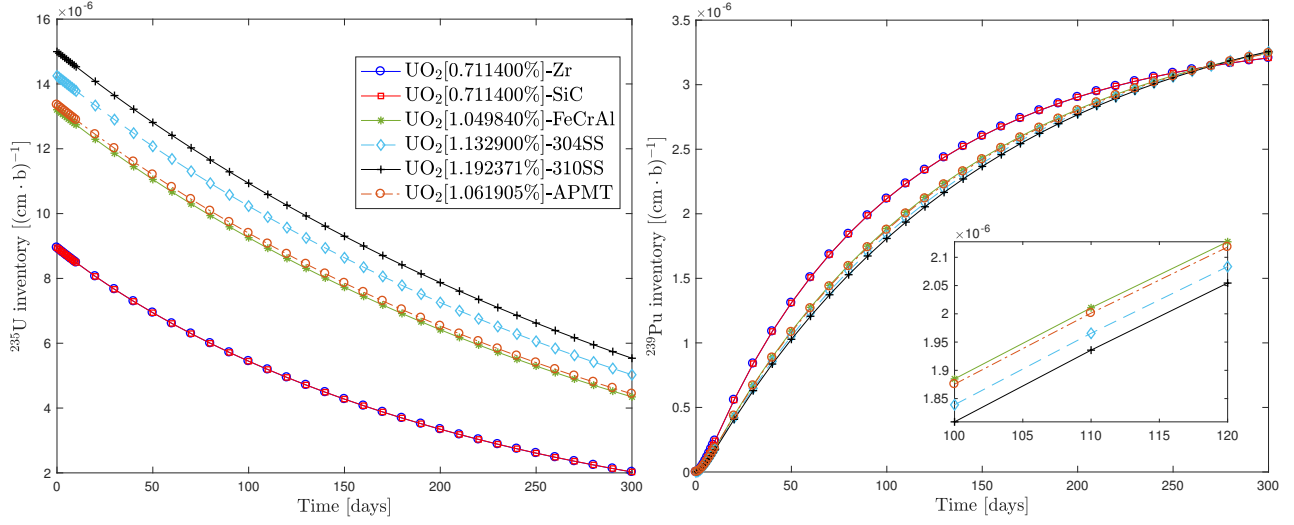 ×10⁻⁶
16
14
12
10
8
6
4
2
²³⁵U inventory [(cm · b)⁻¹]
UO₂[0.711400%]-Zr
UO₂[0.711400%]-SiC
UO₂[1.049840%]-FeCrAl
UO₂[1.132900%]-304SS
UO₂[1.192371%]-310SS
UO₂[1.061905%]-APMT
0 50 100 150 200 250 300
Time [days]
×10⁻⁶
3.5
3
2.5
2
1.5
1
0.5
0
²³⁹Pu inventory [(cm · b)⁻¹]
×10⁻⁶
2.1
2.05
2
1.95
1.9
1.85
100 105 110 115 120
0 50 100 150 200 250 300
Time [days]